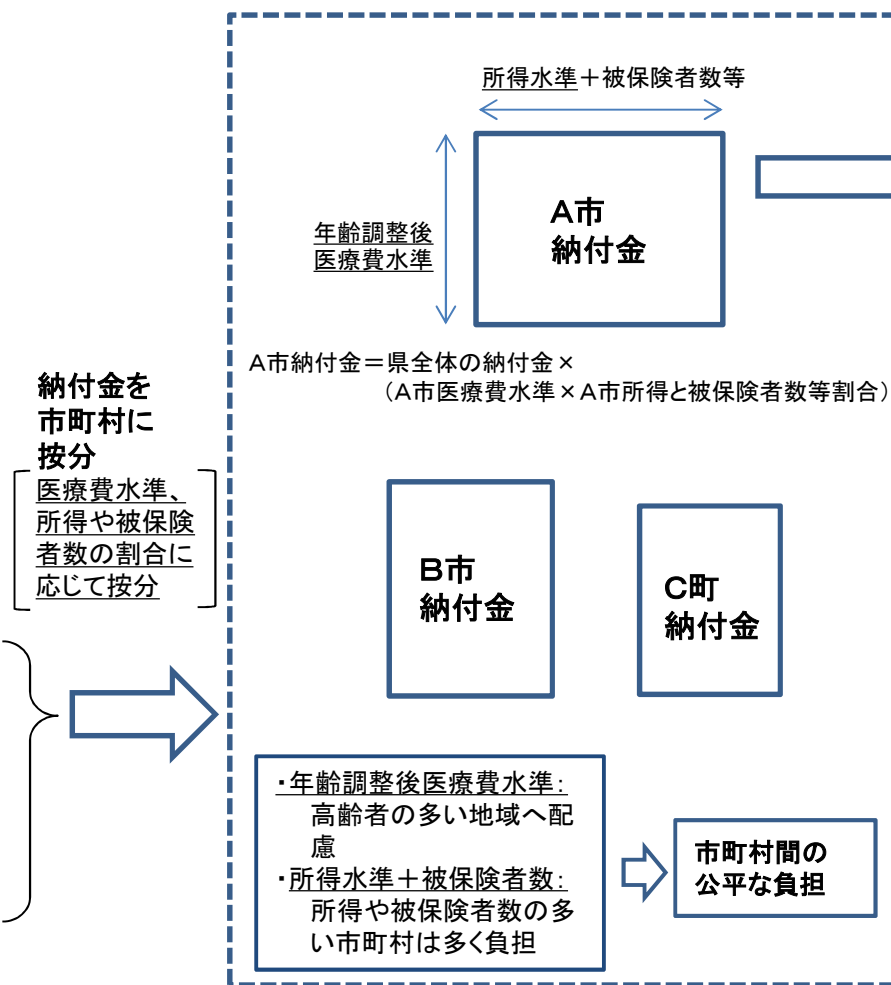 所得水準＋被保険者数等
年齢調整後
医療費水準
A市
納付金
A市納付金＝県全体の納付金×
（A市医療費水準×A市所得と被保険者数等割合）
納付金を
市町村に
按分
医療費水準、
所得や被保険
者数の割合に
応じて按分
B市
納付金
C町
納付金
・年齢調整後医療費水準：
高齢者の多い地域へ配
慮
・所得水準＋被保険者数：
所得や被保険者数の多
い市町村は多く負担
市町村間の
公平な負担